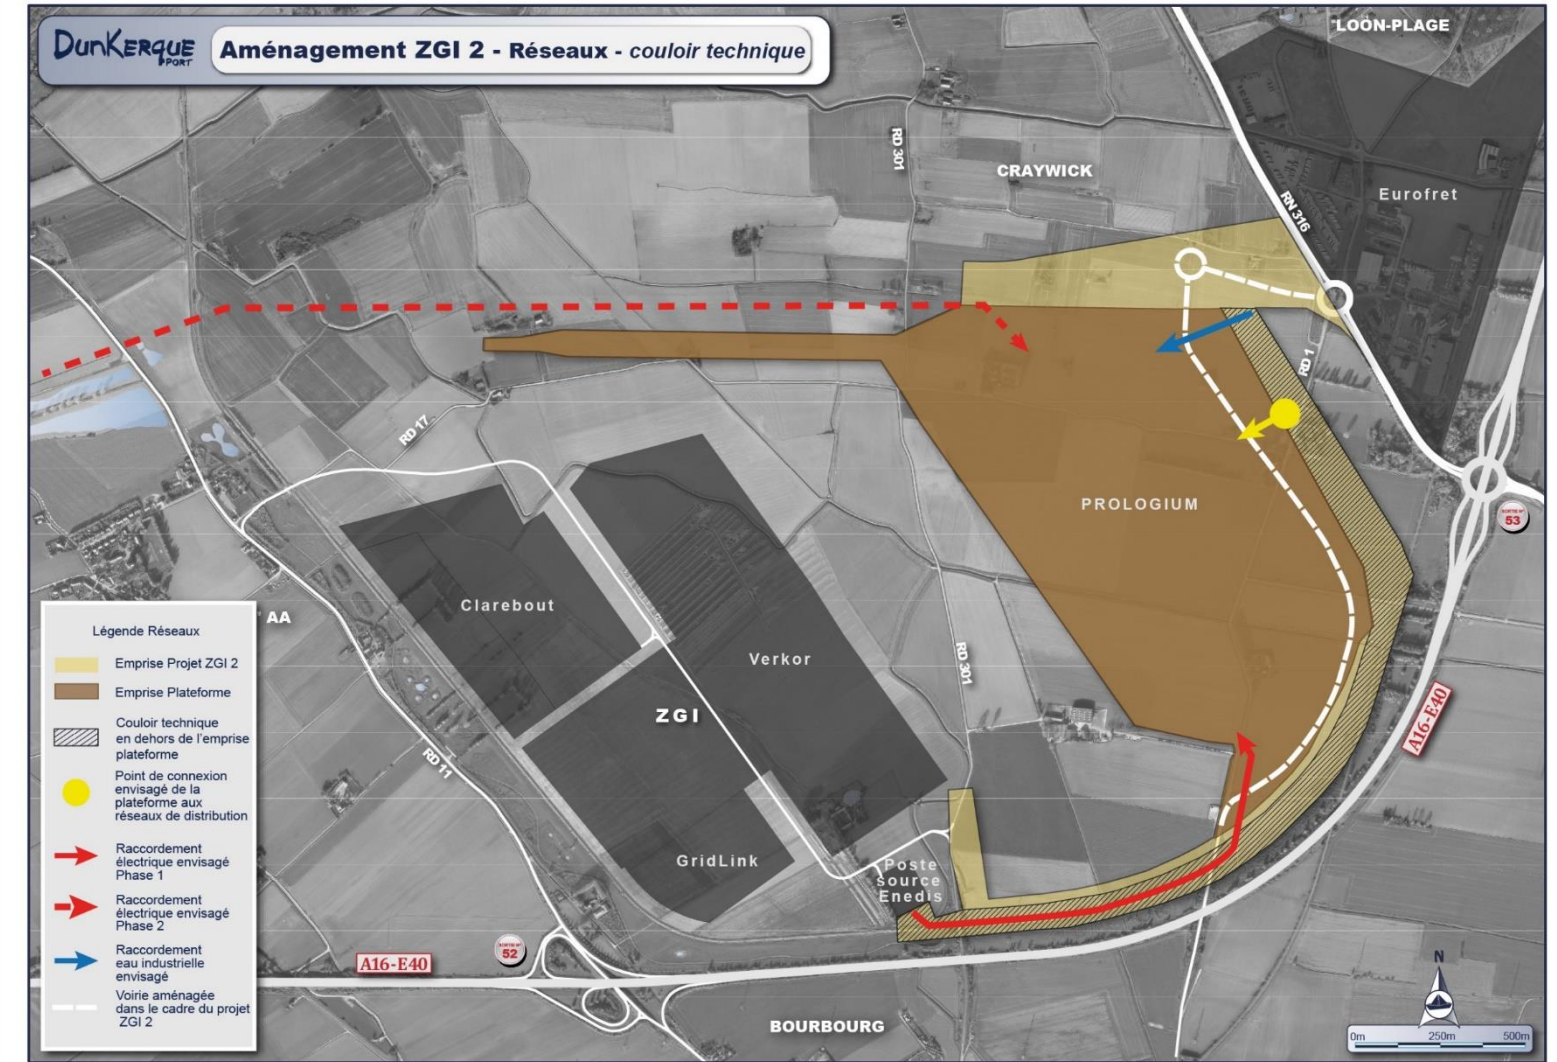 DUNKERQUE
PORT
Aménagement ZGI 2 - Réseaux - couloir technique
LOON-PLAGE
RD 301
CRAYWICK
Eurofret
RN 316
RD 1
RD 17
PROLOGIUM
SORTIE N°
53
Clarebout
AA
Verkor
RD 301
ZGI
A16-E40
RD 11
GridLink
Poste
source
Enedis
SORTIE N°
52
A16-E40
BOURBOURG
Légende Réseaux
Emprise Projet ZGI 2
Emprise Plateforme
Couloir technique
en dehors de l'emprise
plateforme
Point de connexion
envisagé de la
plateforme aux
réseaux de distribution
Raccordement
électrique envisagé
Phase 1
Raccordement
électrique envisagé
Phase 2
Raccordement
eau industrielle
envisagé
Voirie aménagée
dans le cadre du projet
ZGI 2
N
0m 250m 500m